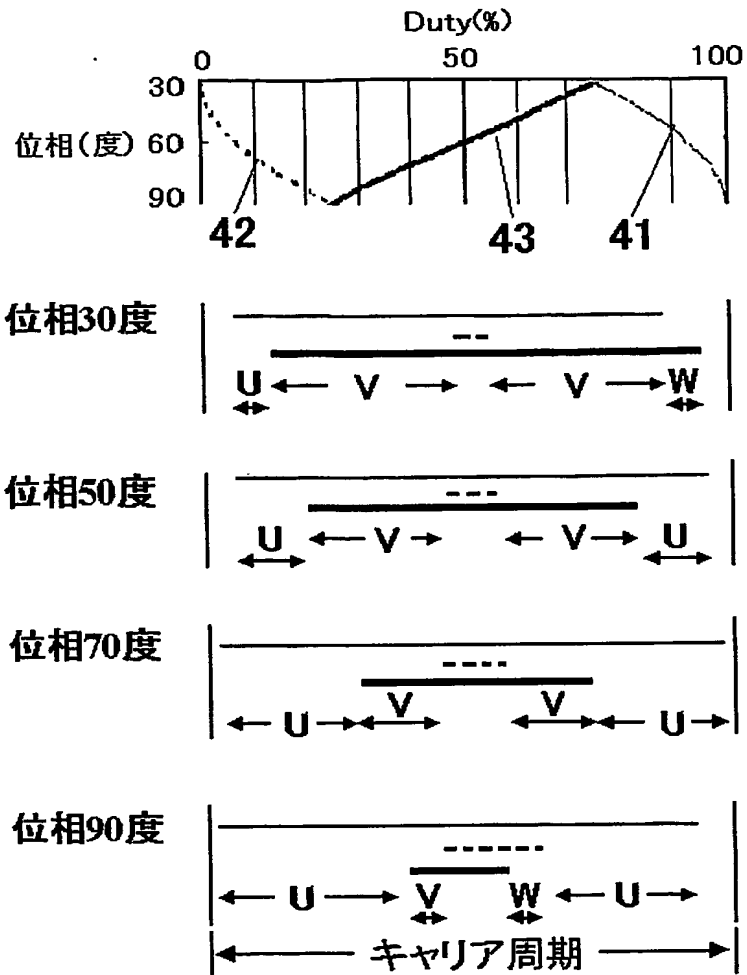 Duty(%)
0 50 100
30
位相(度) 60
90
42 43 41
位相30度
U V V W
位相50度
U V V U
位相70度
U V V U
位相90度
U V W U
キャリア周期